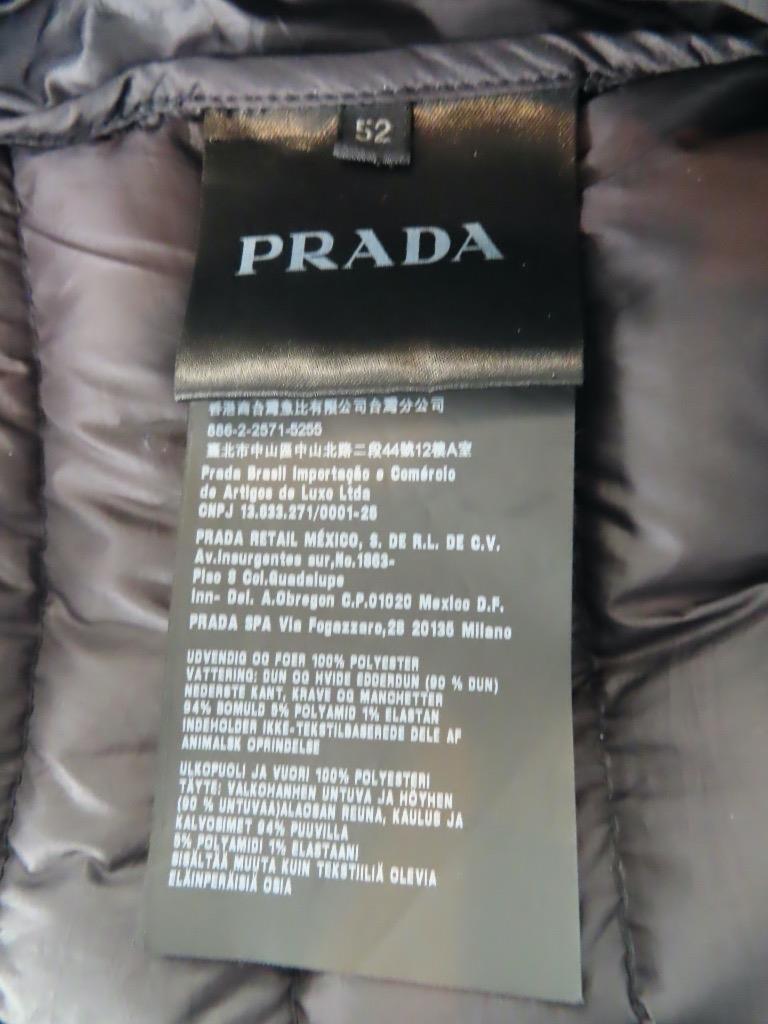 52
PRADA
香港商台灣魚比有限公司台灣分公司
886-2-2571-5255
臺北市中山區中山北路二段44號12樓A室
Prada Brasil Importação e Comércio
de Artigos de Luxo Ltda
CNPJ 13.633.271/0001-28
PRADA RETAIL MÉXICO, S. DE R.L. DE C.V.
Av.Insurgentes sur,No.1863-
Piso 8 Col.Guadalupe
Inn- Del. A.Obregon C.P.01020 Mexico D.F.
PRADA SPA Via Fogazzaro,28 20135 Milano
UDVENDIG OG FOER 100% POLYESTER
VATTERING: DUN OG HVIDE EDDERDUN (90 % DUN)
NEDERSTE KANT, KRAVE OG MANCHETTER
94% BOMULD 5% POLYAMID 1% ELASTAN
INDEHOLDER IKKE-TEKSTILBASEREDE DELE AF
ANIMALSK OPRINDELSE
ULKOPUOLI JA VUORI 100% POLYESTERI
TÄYTE: VALKOHANHEN UNTUVA JA HÖYHEN
(90 % UNTUVAA)ALAOSAN REUNA, KAULUS JA
KALVOSIMET 94% PUUVILLA
5% POLYAMIDI 1% ELASTAANI
SISÄLTÄÄ MUUTA KUIN TEKSTIILIÄ OLEVIA
ELÄINPERÄISIÄ OSIA